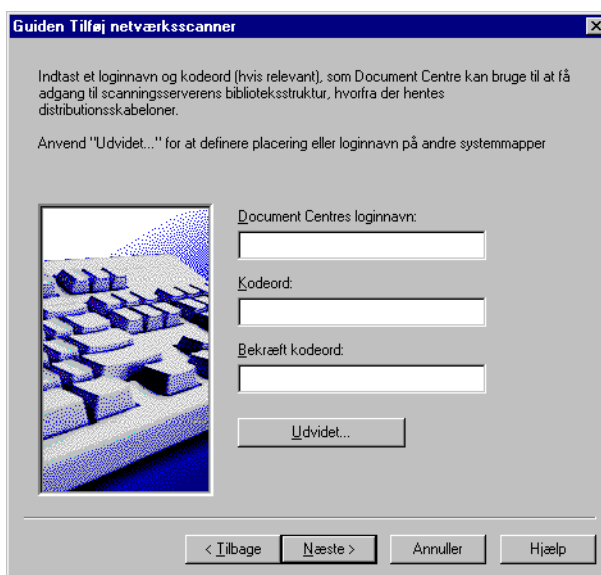 Guiden Tilføj netværksscanner
Indtast et loginnavn og kodeord (hvis relevant), som Document Centre kan bruge til at få
adgang til scanningsserverens biblioteksstruktur, hvorfra der hentes
distributionsskabeloner.
Anvend "Udvidet..." for at definere placering eller loginnavn på andre systemmapper
Document Centres loginnavn:
Kodeord:
Bekræft kodeord:
Udvidet...
< Tilbage
Næste >
Annuller
Hjælp